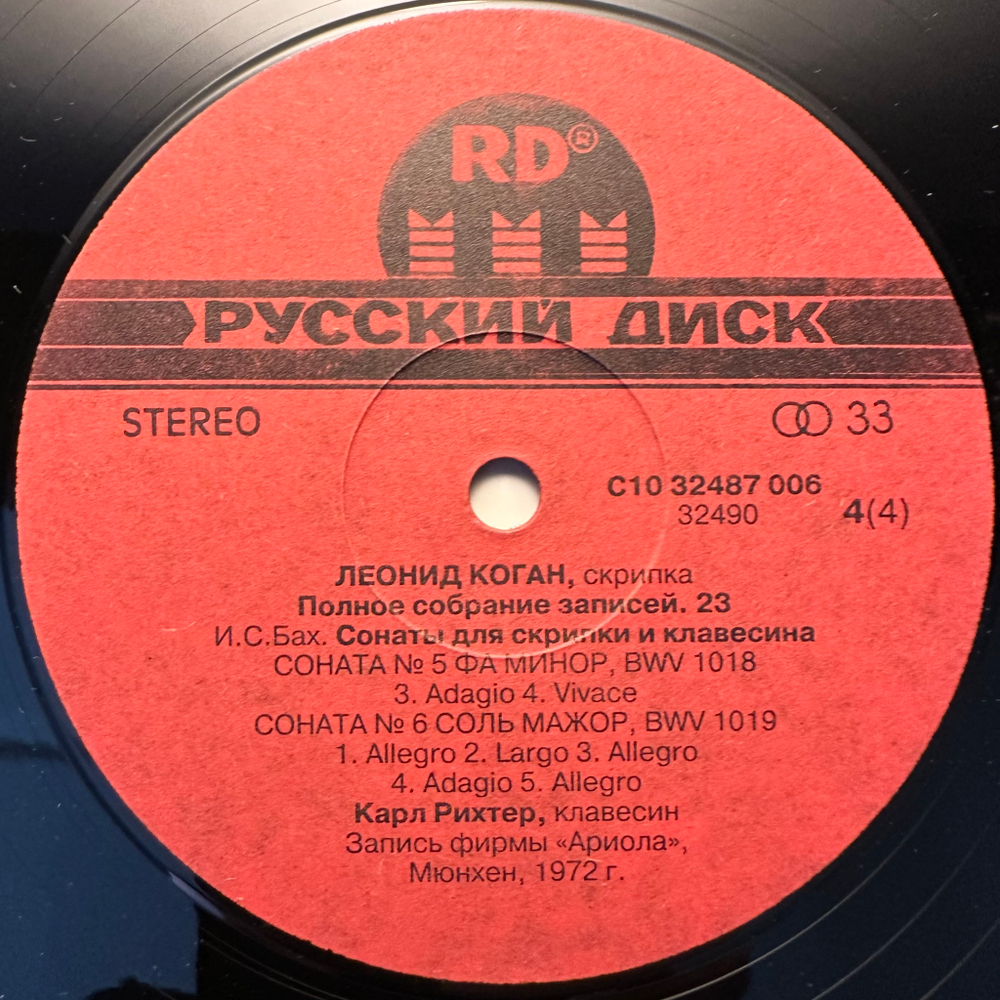 RD®
РУССКИЙ ДИСК
STEREO
33
С10 32487 006
32490 4(4)
ЛЕОНИД КОГАН, скрипка
Полное собрание записей. 23
И.С.Бах. Сонаты для скрипки и клавесина
СОНАТА № 5 ФА МИНОР, BWV 1018
3. Adagio 4. Vivace
СОНАТА № 6 СОЛЬ МАЖОР, BWV 1019
1. Allegro 2. Largo 3. Allegro
4. Adagio 5. Allegro
Карл Рихтер, клавесин
Запись фирмы «Ариола»,
Мюнхен, 1972 г.